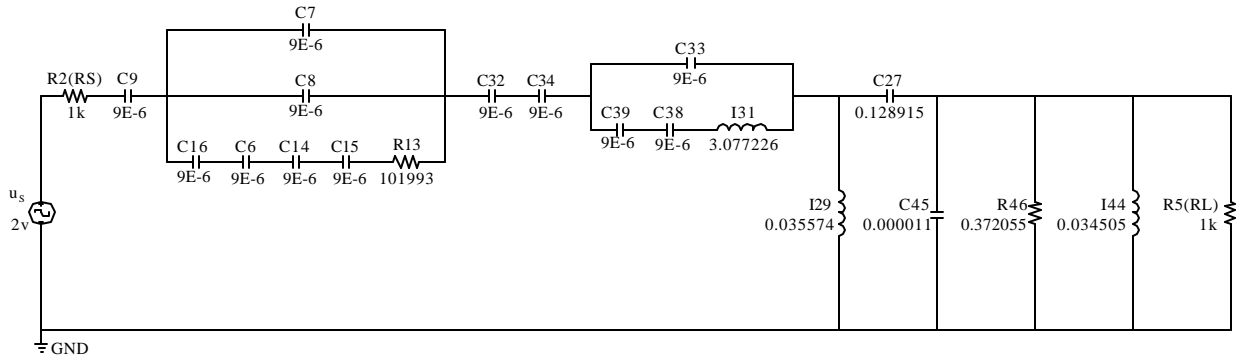 C7
9E-6
R2(RS)
1k
C9
9E-6
C8
9E-6
C16
9E-6
C6
9E-6
C14
9E-6
C15
9E-6
R13
101993
C32
9E-6
C34
9E-6
C33
9E-6
C39
9E-6
C38
9E-6
I31
3.077226
C27
0.128915
us
2v
I29
0.035574
C45
0.000011
R46
0.372055
I44
0.034505
R5(RL)
1k
GND